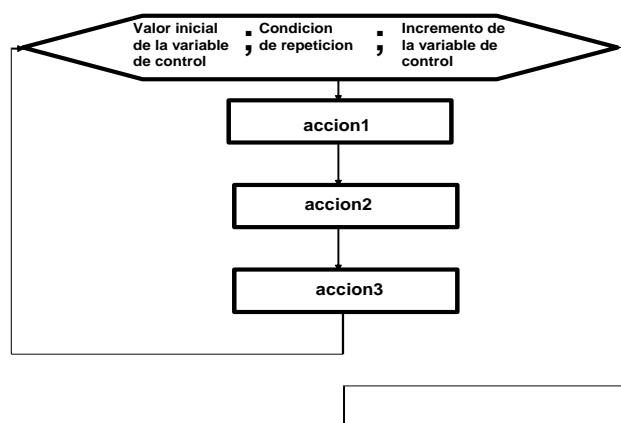 Valor inicial
de la variable
de control
;
Condicion
de repeticion
;
Incremento de
la variable de
control
accion1
accion2
accion3